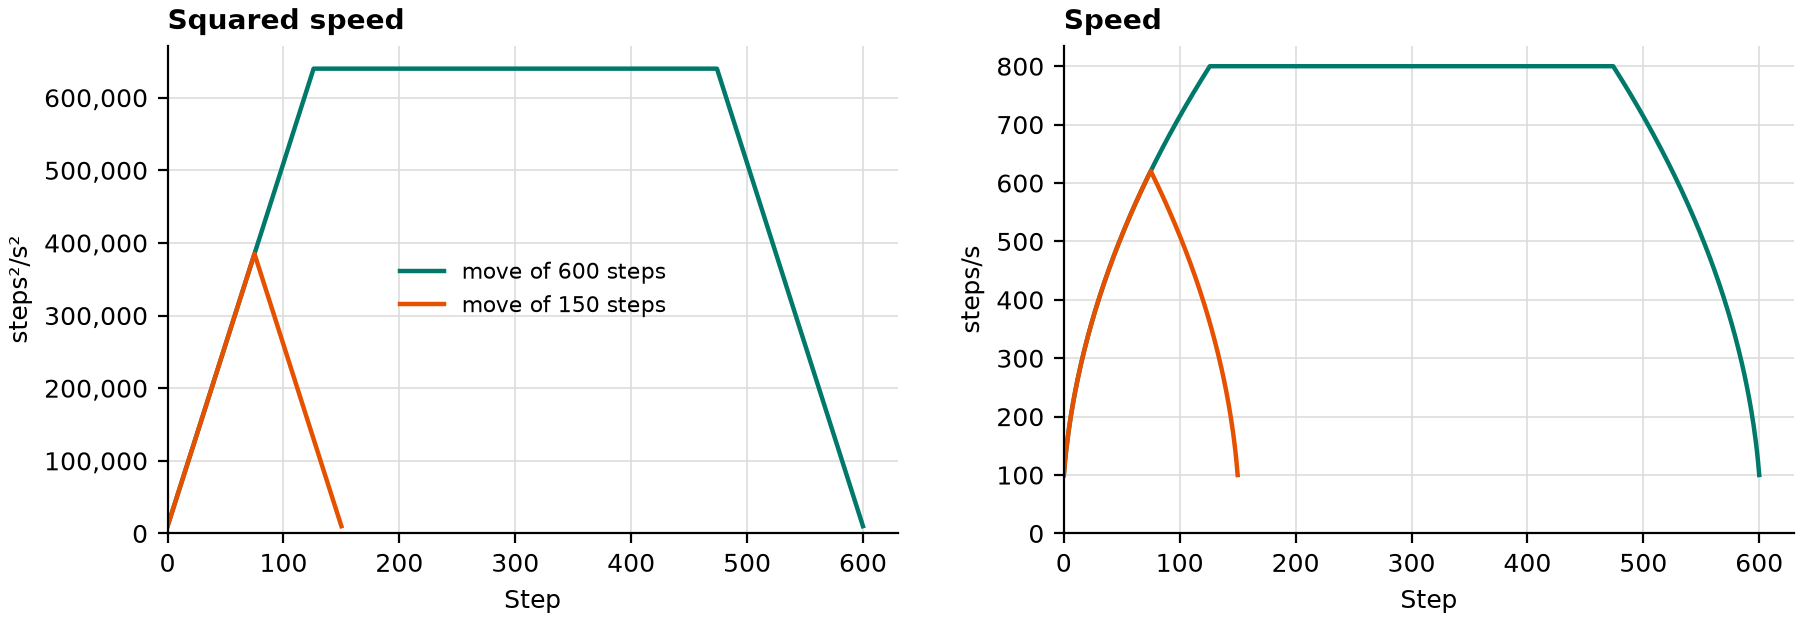 Squared speed
steps²/s²
600,000
500,000
400,000
300,000
200,000
100,000
0
move of 600 steps
move of 150 steps
0 100 200 300 400 500 600
Step
Speed
steps/s
800
700
600
500
400
300
200
100
0
0 100 200 300 400 500 600
Step